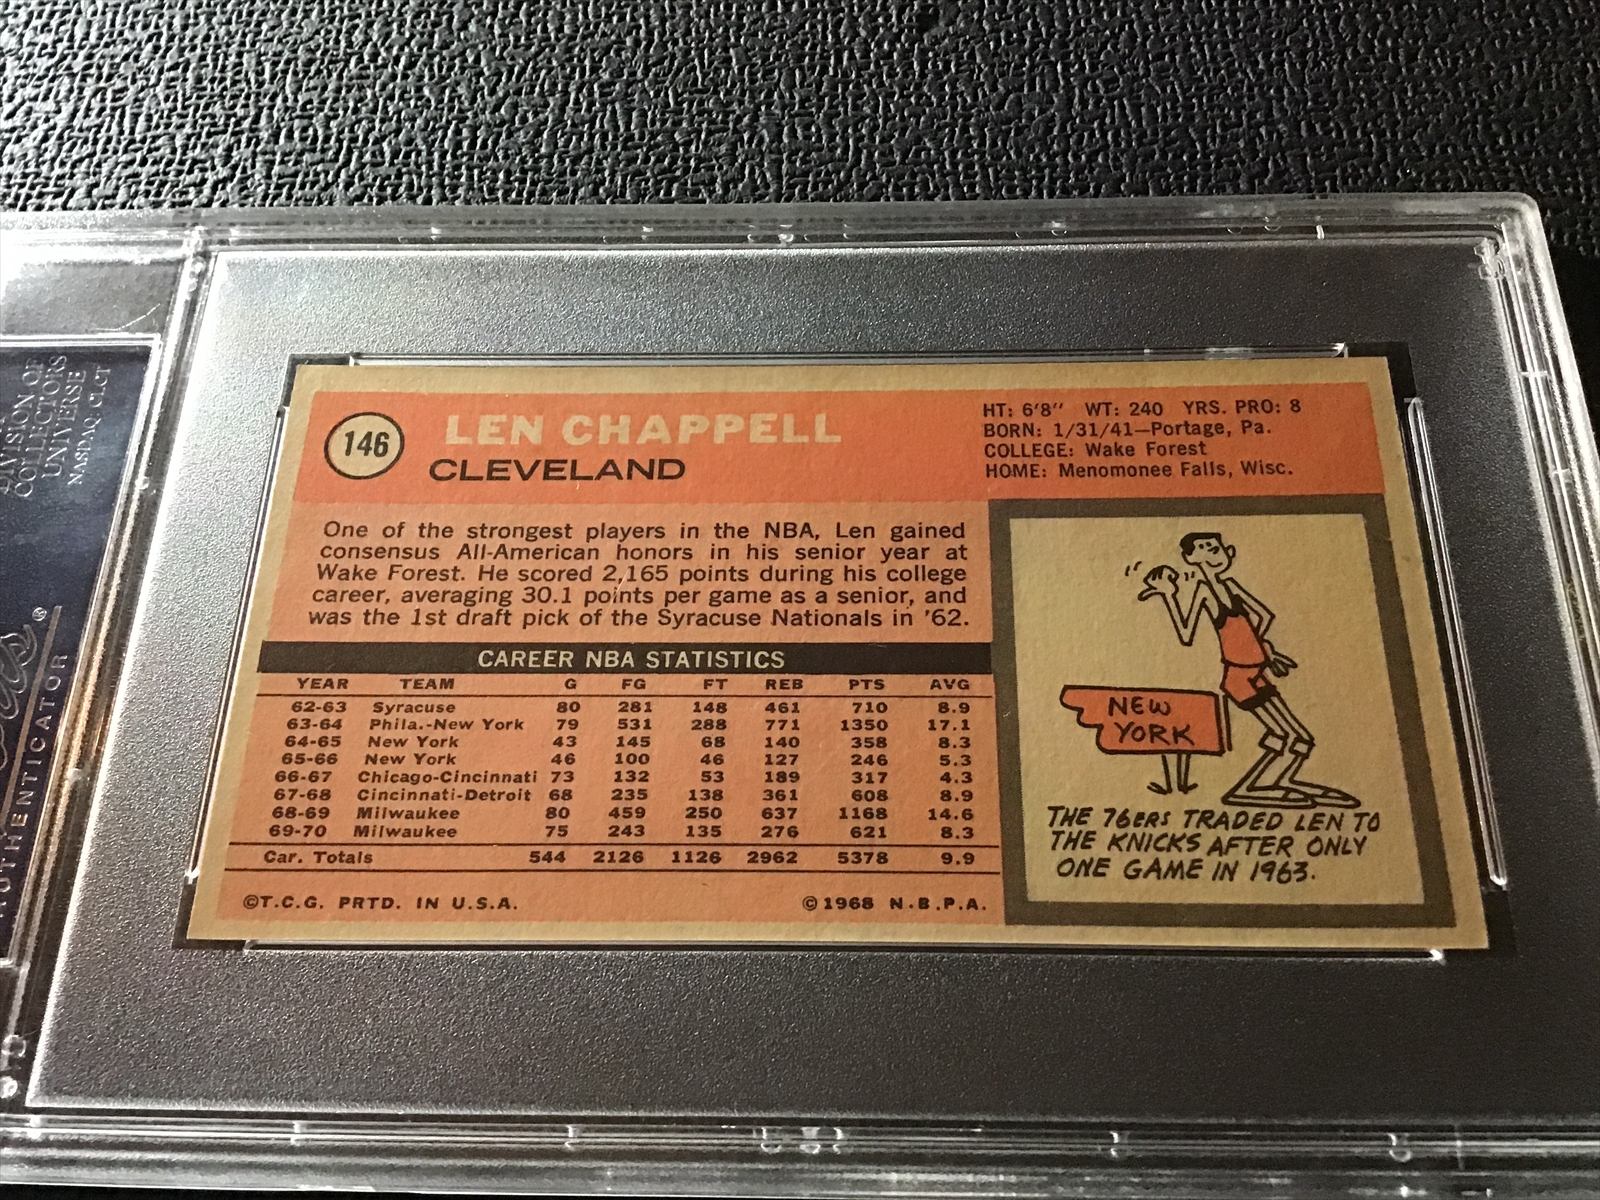 DIVISION OF
COLLECTORS
UNIVERSE
NASDAQ: CLCT
®
AUTHENTICATOR
146
LEN CHAPPELL
CLEVELAND
HT: 6'8" WT: 240 YRS. PRO: 8
BORN: 1/31/41—Portage, Pa.
COLLEGE: Wake Forest
HOME: Menomonee Falls, Wisc.
One of the strongest players in the NBA, Len gained
consensus All-American honors in his senior year at
Wake Forest. He scored 2,165 points during his college
career, averaging 30.1 points per game as a senior, and
was the 1st draft pick of the Syracuse Nationals in '62.
CAREER NBA STATISTICS
YEAR TEAM G FG FT REB PTS AVG
62-63 Syracuse 80 281 148 461 710 8.9
63-64 Phila.-New York 79 531 288 771 1350 17.1
64-65 New York 43 145 68 140 358 8.3
65-66 New York 46 100 46 127 246 5.3
66-67 Chicago-Cincinnati 73 132 53 189 317 4.3
67-68 Cincinnati-Detroit 68 235 138 361 608 8.9
68-69 Milwaukee 80 459 250 637 1168 14.6
69-70 Milwaukee 75 243 135 276 621 8.3
Car. Totals 544 2126 1126 2962 5378 9.9
©T.C.G. PRTD. IN U.S.A. ©1968 N.B.P.A.
NEW
YORK
THE 76ERS TRADED LEN TO
THE KNICKS AFTER ONLY
ONE GAME IN 1963.